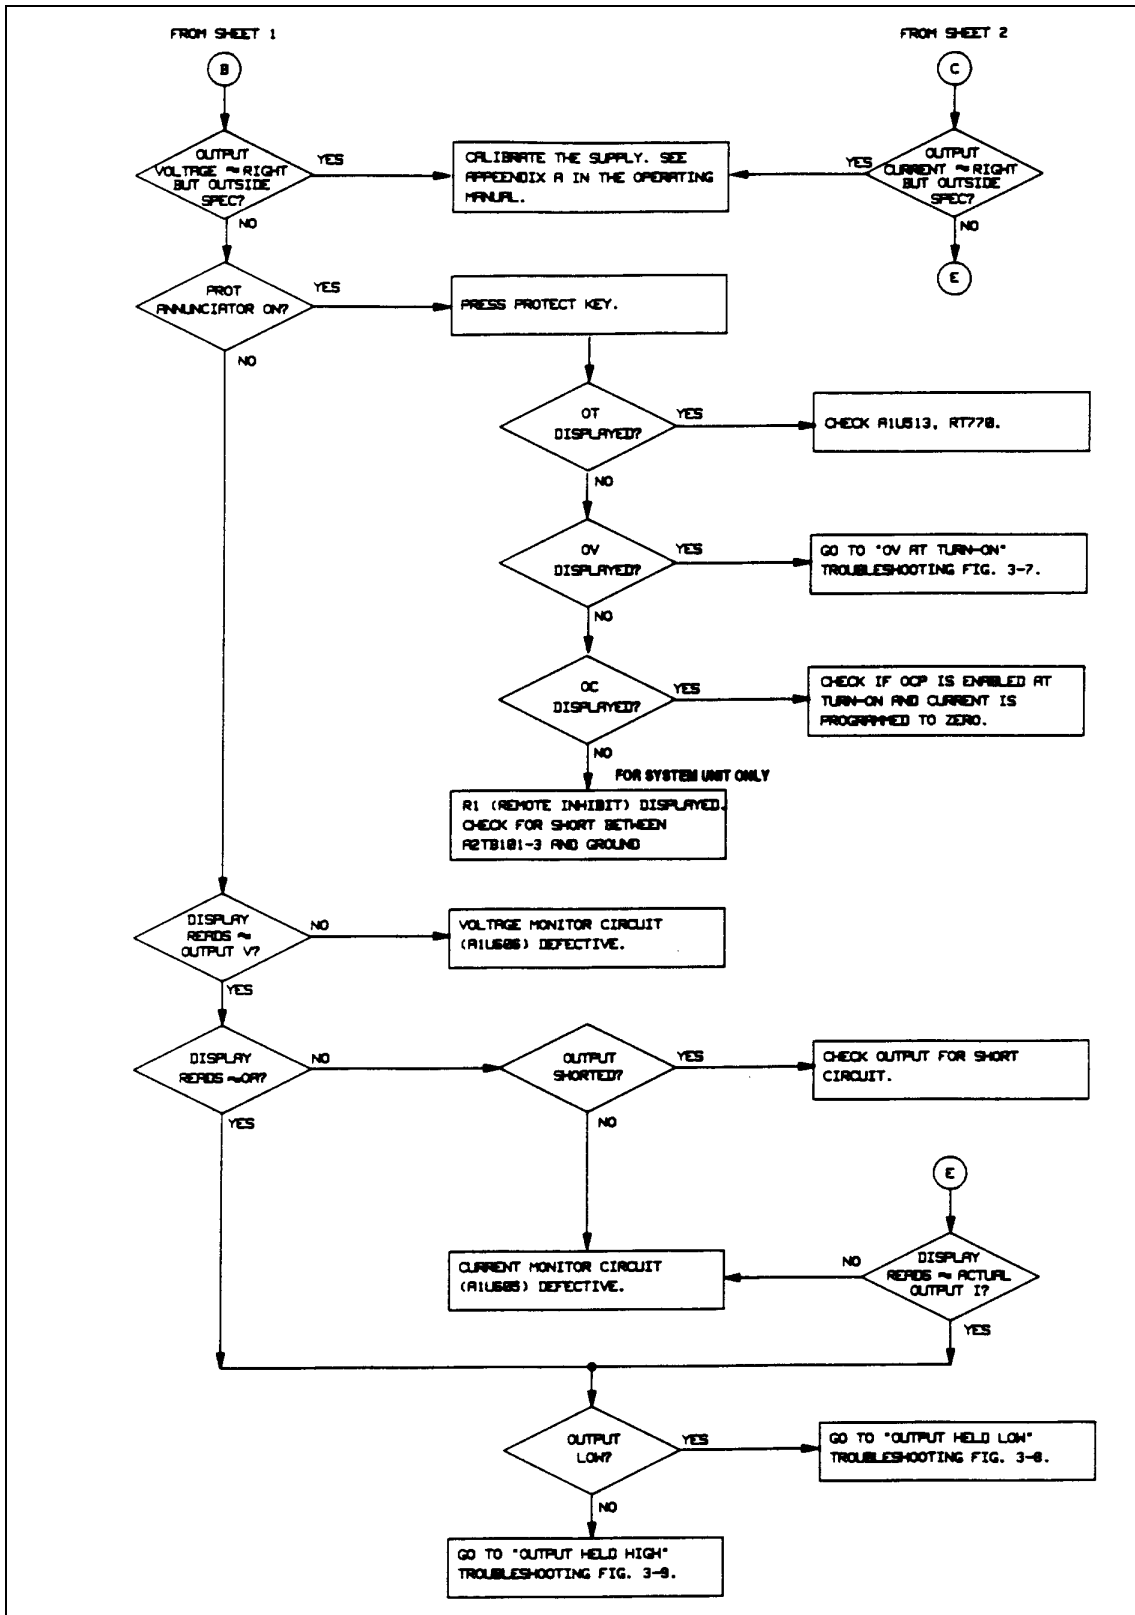 FROM SHEET 1
B
OUTPUT
VOLTAGE ≈ RIGHT
BUT OUTSIDE
SPEC?
YES
NO
CALIBRATE THE SUPPLY. SEE
APPEENDIX A IN THE OPERATING
MANUAL.
FROM SHEET 2
C
OUTPUT
CURRENT ≈ RIGHT
BUT OUTSIDE
SPEC?
YES
NO
E
PROT
ANNUNCIATOR ON?
YES
NO
PRESS PROTECT KEY.
OT
DISPLAYED?
YES
NO
CHECK A1U513, RT770.
OV
DISPLAYED?
YES
NO
GO TO "OV AT TURN-ON"
TROUBLESHOOTING FIG. 3-7.
OC
DISPLAYED?
YES
NO
CHECK IF OCP IS ENABLED AT
TURN-ON AND CURRENT IS
PROGRAMMED TO ZERO.
FOR SYSTEM UNIT ONLY
R1 (REMOTE INHIBIT) DISPLAYED.
CHECK FOR SHORT BETWEEN
A2TB101-3 AND GROUND
DISPLAY
READS ≈
OUTPUT V?
NO
YES
VOLTAGE MONITOR CIRCUIT
(A1U606) DEFECTIVE.
DISPLAY
READS ≈0A?
NO
YES
OUTPUT
SHORTED?
YES
NO
CHECK OUTPUT FOR SHORT
CIRCUIT.
E
DISPLAY
READS ≈ ACTUAL
OUTPUT I?
NO
YES
CURRENT MONITOR CIRCUIT
(A1U605) DEFECTIVE.
OUTPUT
LOW?
YES
NO
GO TO "OUTPUT HELD LOW"
TROUBLESHOOTING FIG. 3-8.
GO TO "OUTPUT HELD HIGH"
TROUBLESHOOTING FIG. 3-9.